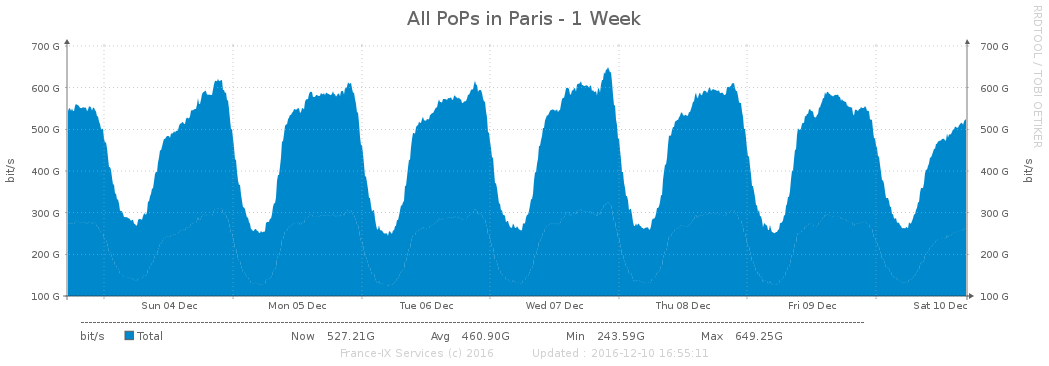 All PoPs in Paris - 1 Week
RRDTOOL / TOBI OETIKER
700 G 700 G
600 G 600 G
500 G 500 G
400 G 400 G
300 G 300 G
200 G 200 G
100 G 100 G
bit/s bit/s
Sun 04 Dec Mon 05 Dec Tue 06 Dec Wed 07 Dec Thu 08 Dec Fri 09 Dec Sat 10 Dec
bit/s Total Now 527.21G Avg 460.90G Min 243.59G Max 649.25G
France-IX Services (c) 2016 Updated : 2016-12-10 16:55:11